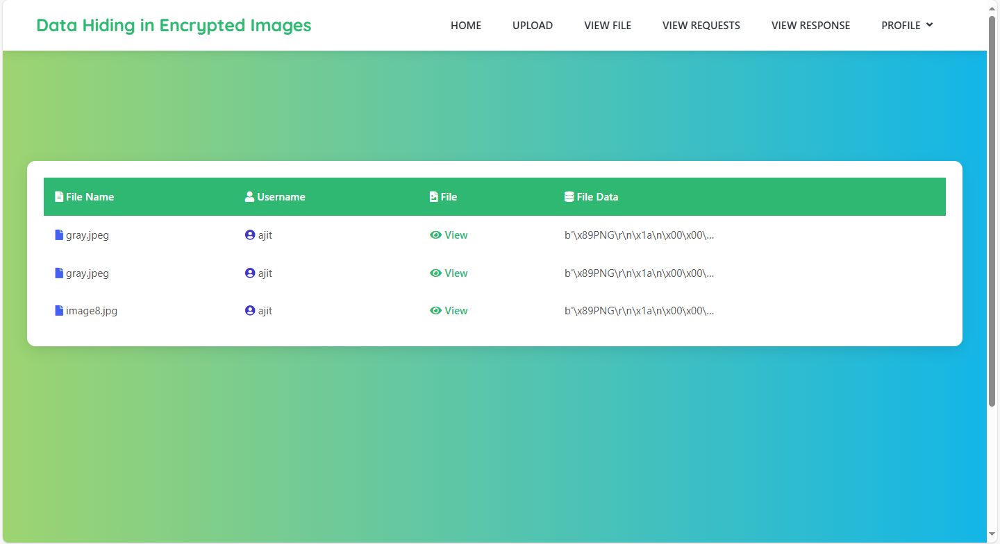 Data Hiding in Encrypted Images HOME UPLOAD VIEW FILE VIEW REQUESTS VIEW RESPONSE PROFILE
File Name Username File File Data
gray.jpeg ajit View b'\x89PNG\r\n\x1a\n\x00\x00\...
gray.jpeg ajit View b'\x89PNG\r\n\x1a\n\x00\x00\...
image8.jpg ajit View b'\x89PNG\r\n\x1a\n\x00\x00\...